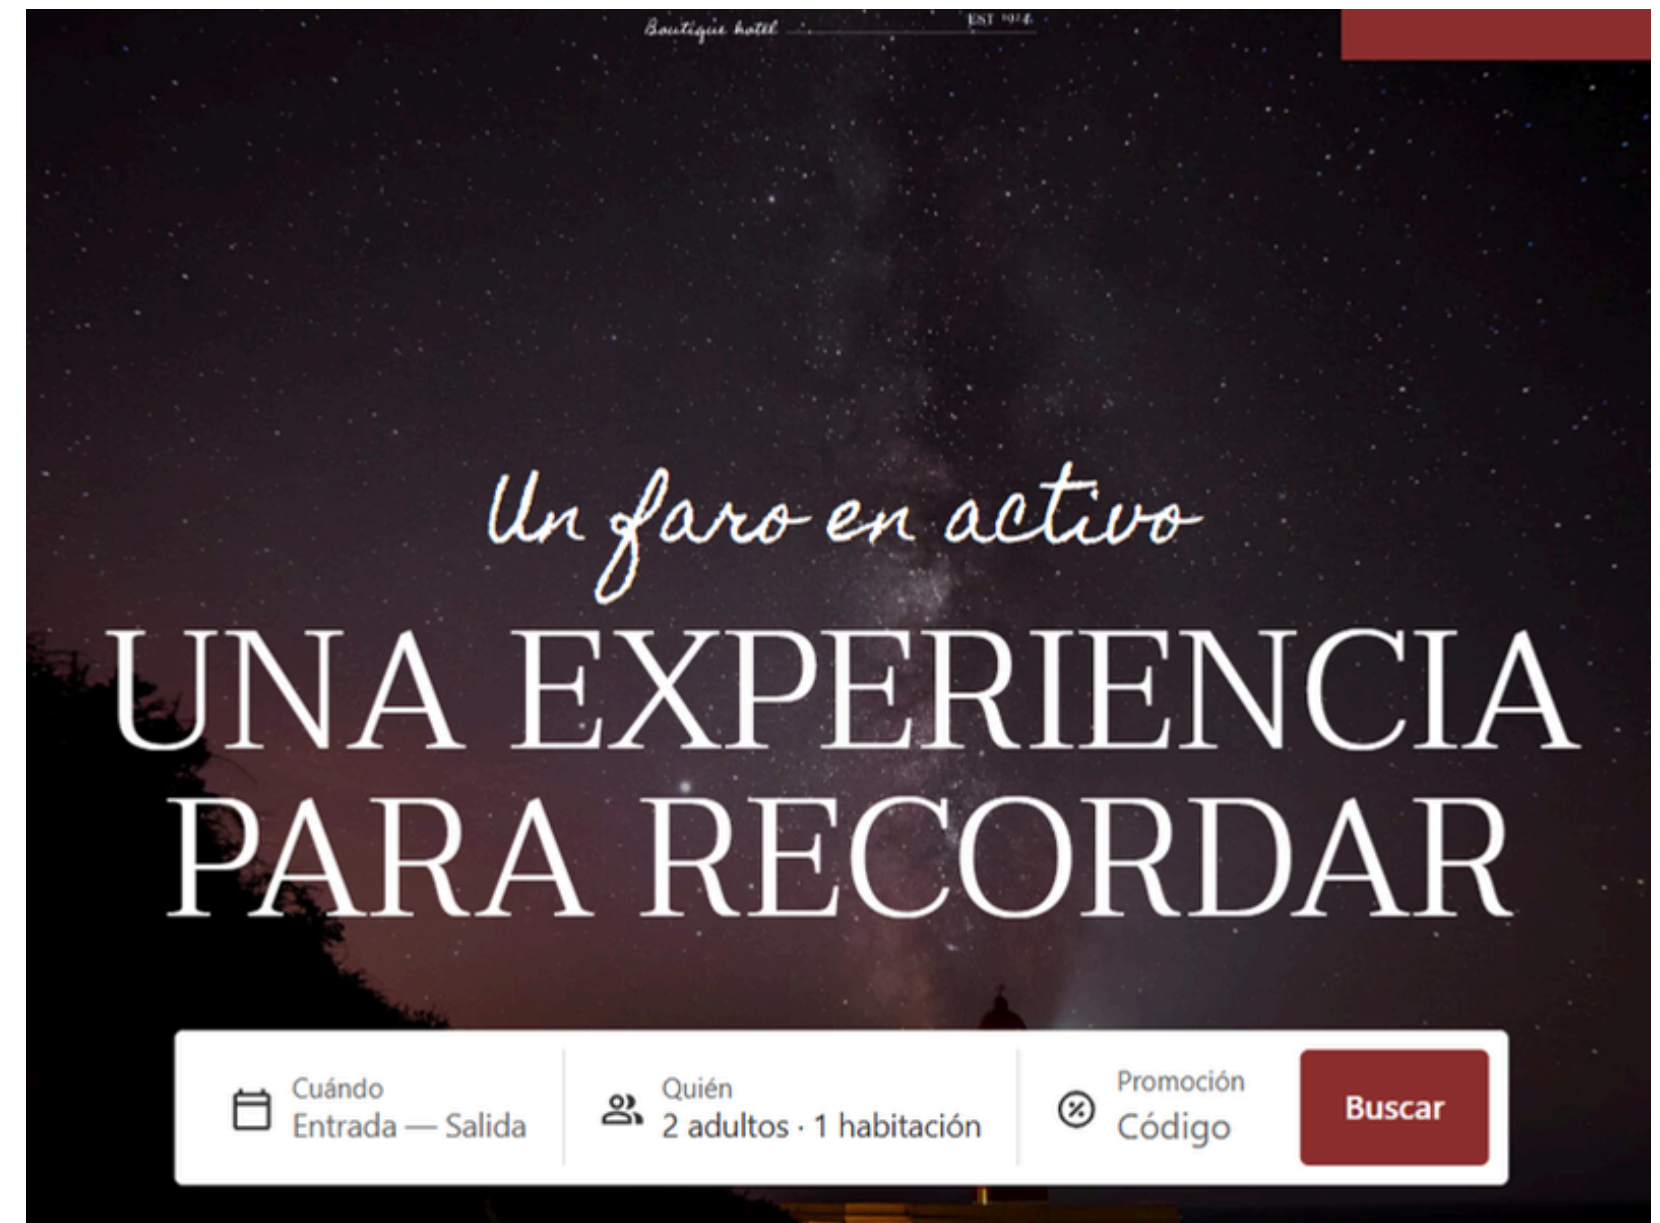 Boutique hotel
Un faro en activo
UNA EXPERIENCIA
PARA RECORDAR
Cuándo
Entrada — Salida
Quién
2 adultos · 1 habitación
Promoción
Código
Buscar